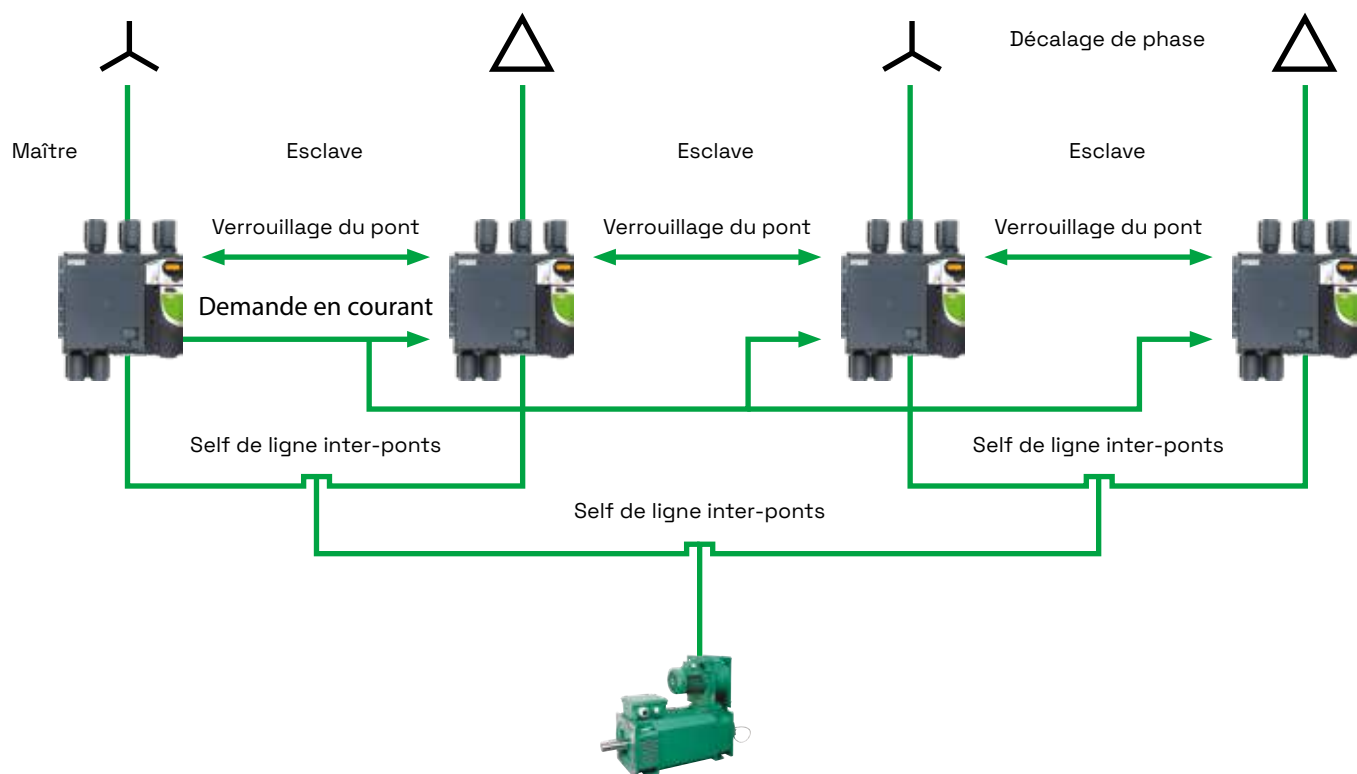 Décalage de phase
Maître
Esclave
Esclave
Esclave
Verrouillage du pont
Verrouillage du pont
Verrouillage du pont
Demande en courant
Self de ligne inter-ponts
Self de ligne inter-ponts
Self de ligne inter-ponts